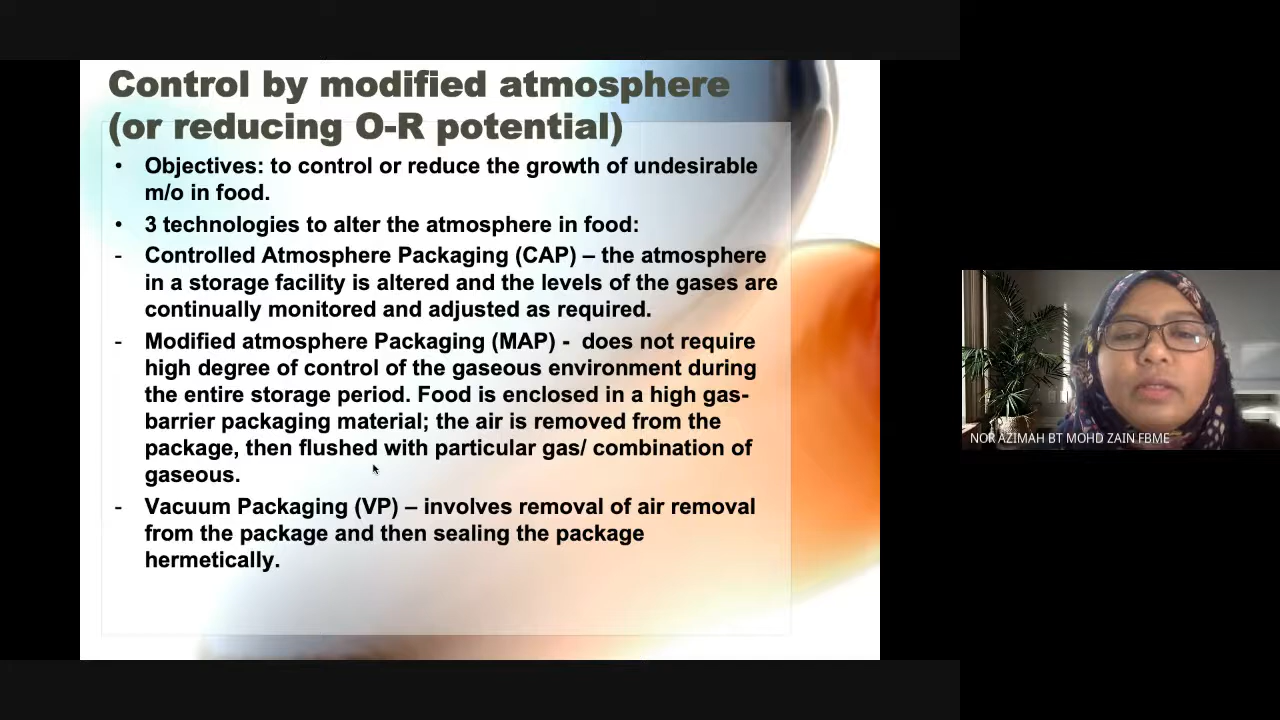 Control by modified atmosphere
(or reducing O-R potential)
• Objectives: to control or reduce the growth of undesirable
m/o in food.
• 3 technologies to alter the atmosphere in food:
- Controlled Atmosphere Packaging (CAP) – the atmosphere
in a storage facility is altered and the levels of the gases are
continually monitored and adjusted as required.
- Modified atmosphere Packaging (MAP) - does not require
high degree of control of the gaseous environment during
the entire storage period. Food is enclosed in a high gas-
barrier packaging material; the air is removed from the
package, then flushed with particular gas/ combination of
gaseous.
- Vacuum Packaging (VP) – involves removal of air removal
from the package and then sealing the package
hermetically.
NOR AZIMAH BT MOHD ZAIN FBME